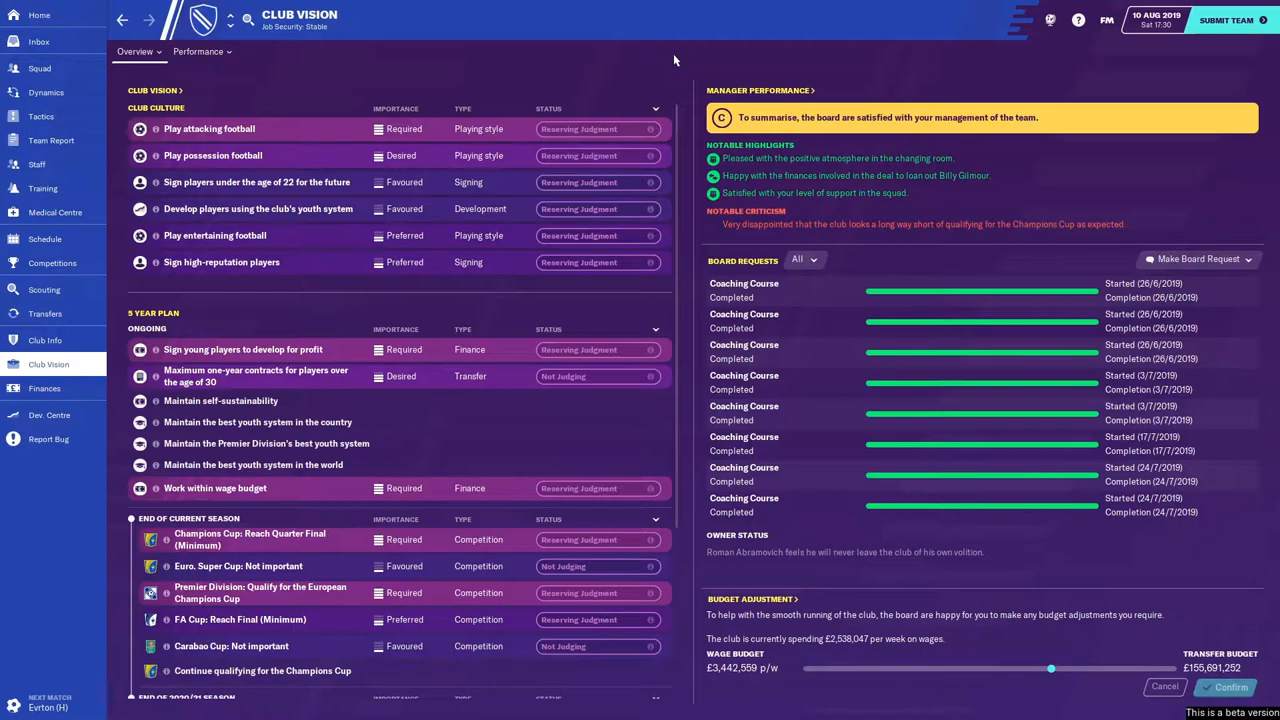 Home
CLUB VISION
Job Security: Stable
FM
10 AUG 2019
Sat 17:30
SUBMIT TEAM
Inbox
Squad
Dynamics
Tactics
Team Report
Staff
Training
Medical Centre
Schedule
Competitions
Scouting
Transfers
Club Info
Club Vision
Finances
Dev. Centre
Report Bug
NEXT MATCH
Evrton (H)
Overview
Performance
CLUB VISION >
CLUB CULTURE IMPORTANCE TYPE STATUS
Play attacking football Required Playing style Reserving Judgment
Play possession football Desired Playing style Reserving Judgment
Sign players under the age of 22 for the future Favoured Signing Reserving Judgment
Develop players using the club's youth system Favoured Development Reserving Judgment
Play entertaining football Preferred Playing style Reserving Judgment
Sign high-reputation players Preferred Signing Reserving Judgment
5 YEAR PLAN
ONGOING IMPORTANCE TYPE STATUS
Sign young players to develop for profit Required Finance Reserving Judgment
Maximum one-year contracts for players over
the age of 30 Desired Transfer Not Judging
Maintain self-sustainability
Maintain the best youth system in the country
Maintain the Premier Division's best youth system
Maintain the best youth system in the world
Work within wage budget Required Finance Reserving Judgment
END OF CURRENT SEASON IMPORTANCE TYPE STATUS
Champions Cup: Reach Quarter Final
(Minimum) Required Competition Reserving Judgment
Euro. Super Cup: Not important Favoured Competition Not Judging
Premier Division: Qualify for the European
Champions Cup Required Competition Reserving Judgment
FA Cup: Reach Final (Minimum) Preferred Competition Reserving Judgment
Carabao Cup: Not important Favoured Competition Not Judging
Continue qualifying for the Champions Cup
END OF 2020/21 SEASON IMPORTANCE TYPE STATUS
MANAGER PERFORMANCE >
C To summarise, the board are satisfied with your management of the team.
NOTABLE HIGHLIGHTS
Pleased with the positive atmosphere in the changing room.
Happy with the finances involved in the deal to loan out Billy Gilmour.
Satisfied with your level of support in the squad.
NOTABLE CRITICISM
Very disappointed that the club looks a long way short of qualifying for the Champions Cup as expected
BOARD REQUESTS All Make Board Request
Coaching Course Started (26/6/2019)
Completed Completion (26/6/2019)
Coaching Course Started (26/6/2019)
Completed Completion (26/6/2019)
Coaching Course Started (26/6/2019)
Completed Completion (26/6/2019)
Coaching Course Started (3/7/2019)
Completed Completion (3/7/2019)
Coaching Course Started (3/7/2019)
Completed Completion (3/7/2019)
Coaching Course Started (17/7/2019)
Completed Completion (17/7/2019)
Coaching Course Started (24/7/2019)
Completed Completion (24/7/2019)
Coaching Course Started (24/7/2019)
Completed Completion (24/7/2019)
OWNER STATUS
Roman Abramovich feels he will never leave the club of his own volition.
BUDGET ADJUSTMENT >
To help with the smooth running of the club, the board are happy for you to make any budget adjustments you require.
The club is currently spending £2,538,047 per week on wages.
WAGE BUDGET TRANSFER BUDGET
£3,442,559 p/w £155,691,252
Cancel Confirm
This is a beta version